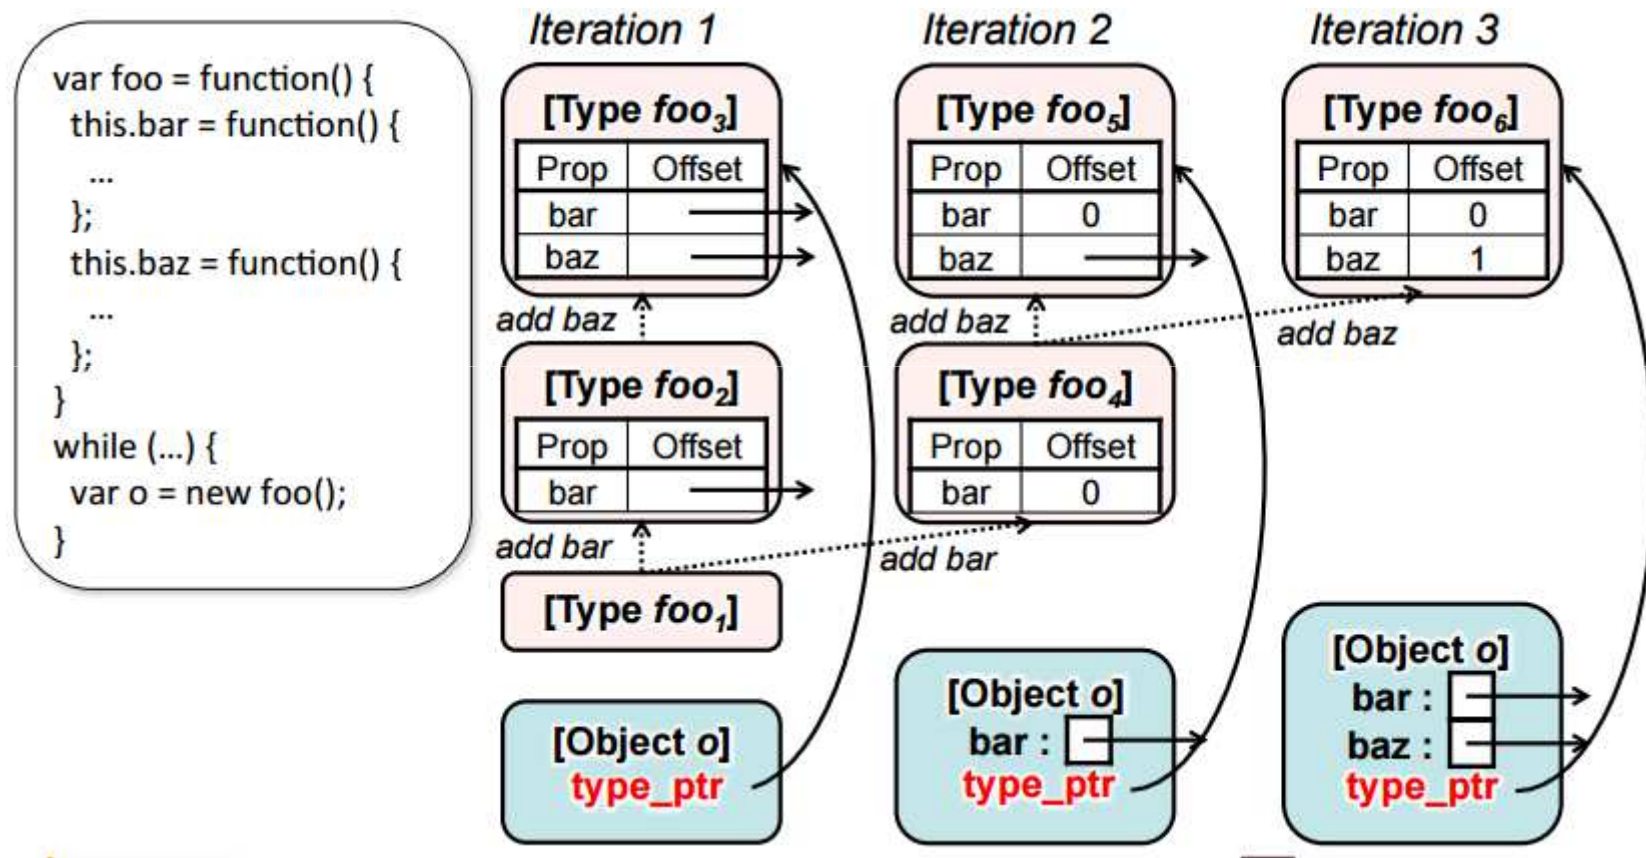 var foo = function() {
this.bar = function() {
...
};
this.baz = function() {
...
};
}
while (...) {
var o = new foo();
}
Iteration 1
[Type foo3]
Prop Offset
bar
baz
add baz
[Type foo2]
Prop Offset
bar
add bar
[Type foo1]
[Object o]
type_ptr
Iteration 2
[Type foo5]
Prop Offset
bar 0
baz
add baz
[Type foo4]
Prop Offset
bar 0
add bar
[Object o]
bar :
type_ptr
Iteration 3
[Type foo6]
Prop Offset
bar 0
baz 1
add baz
[Object o]
bar :
baz :
type_ptr